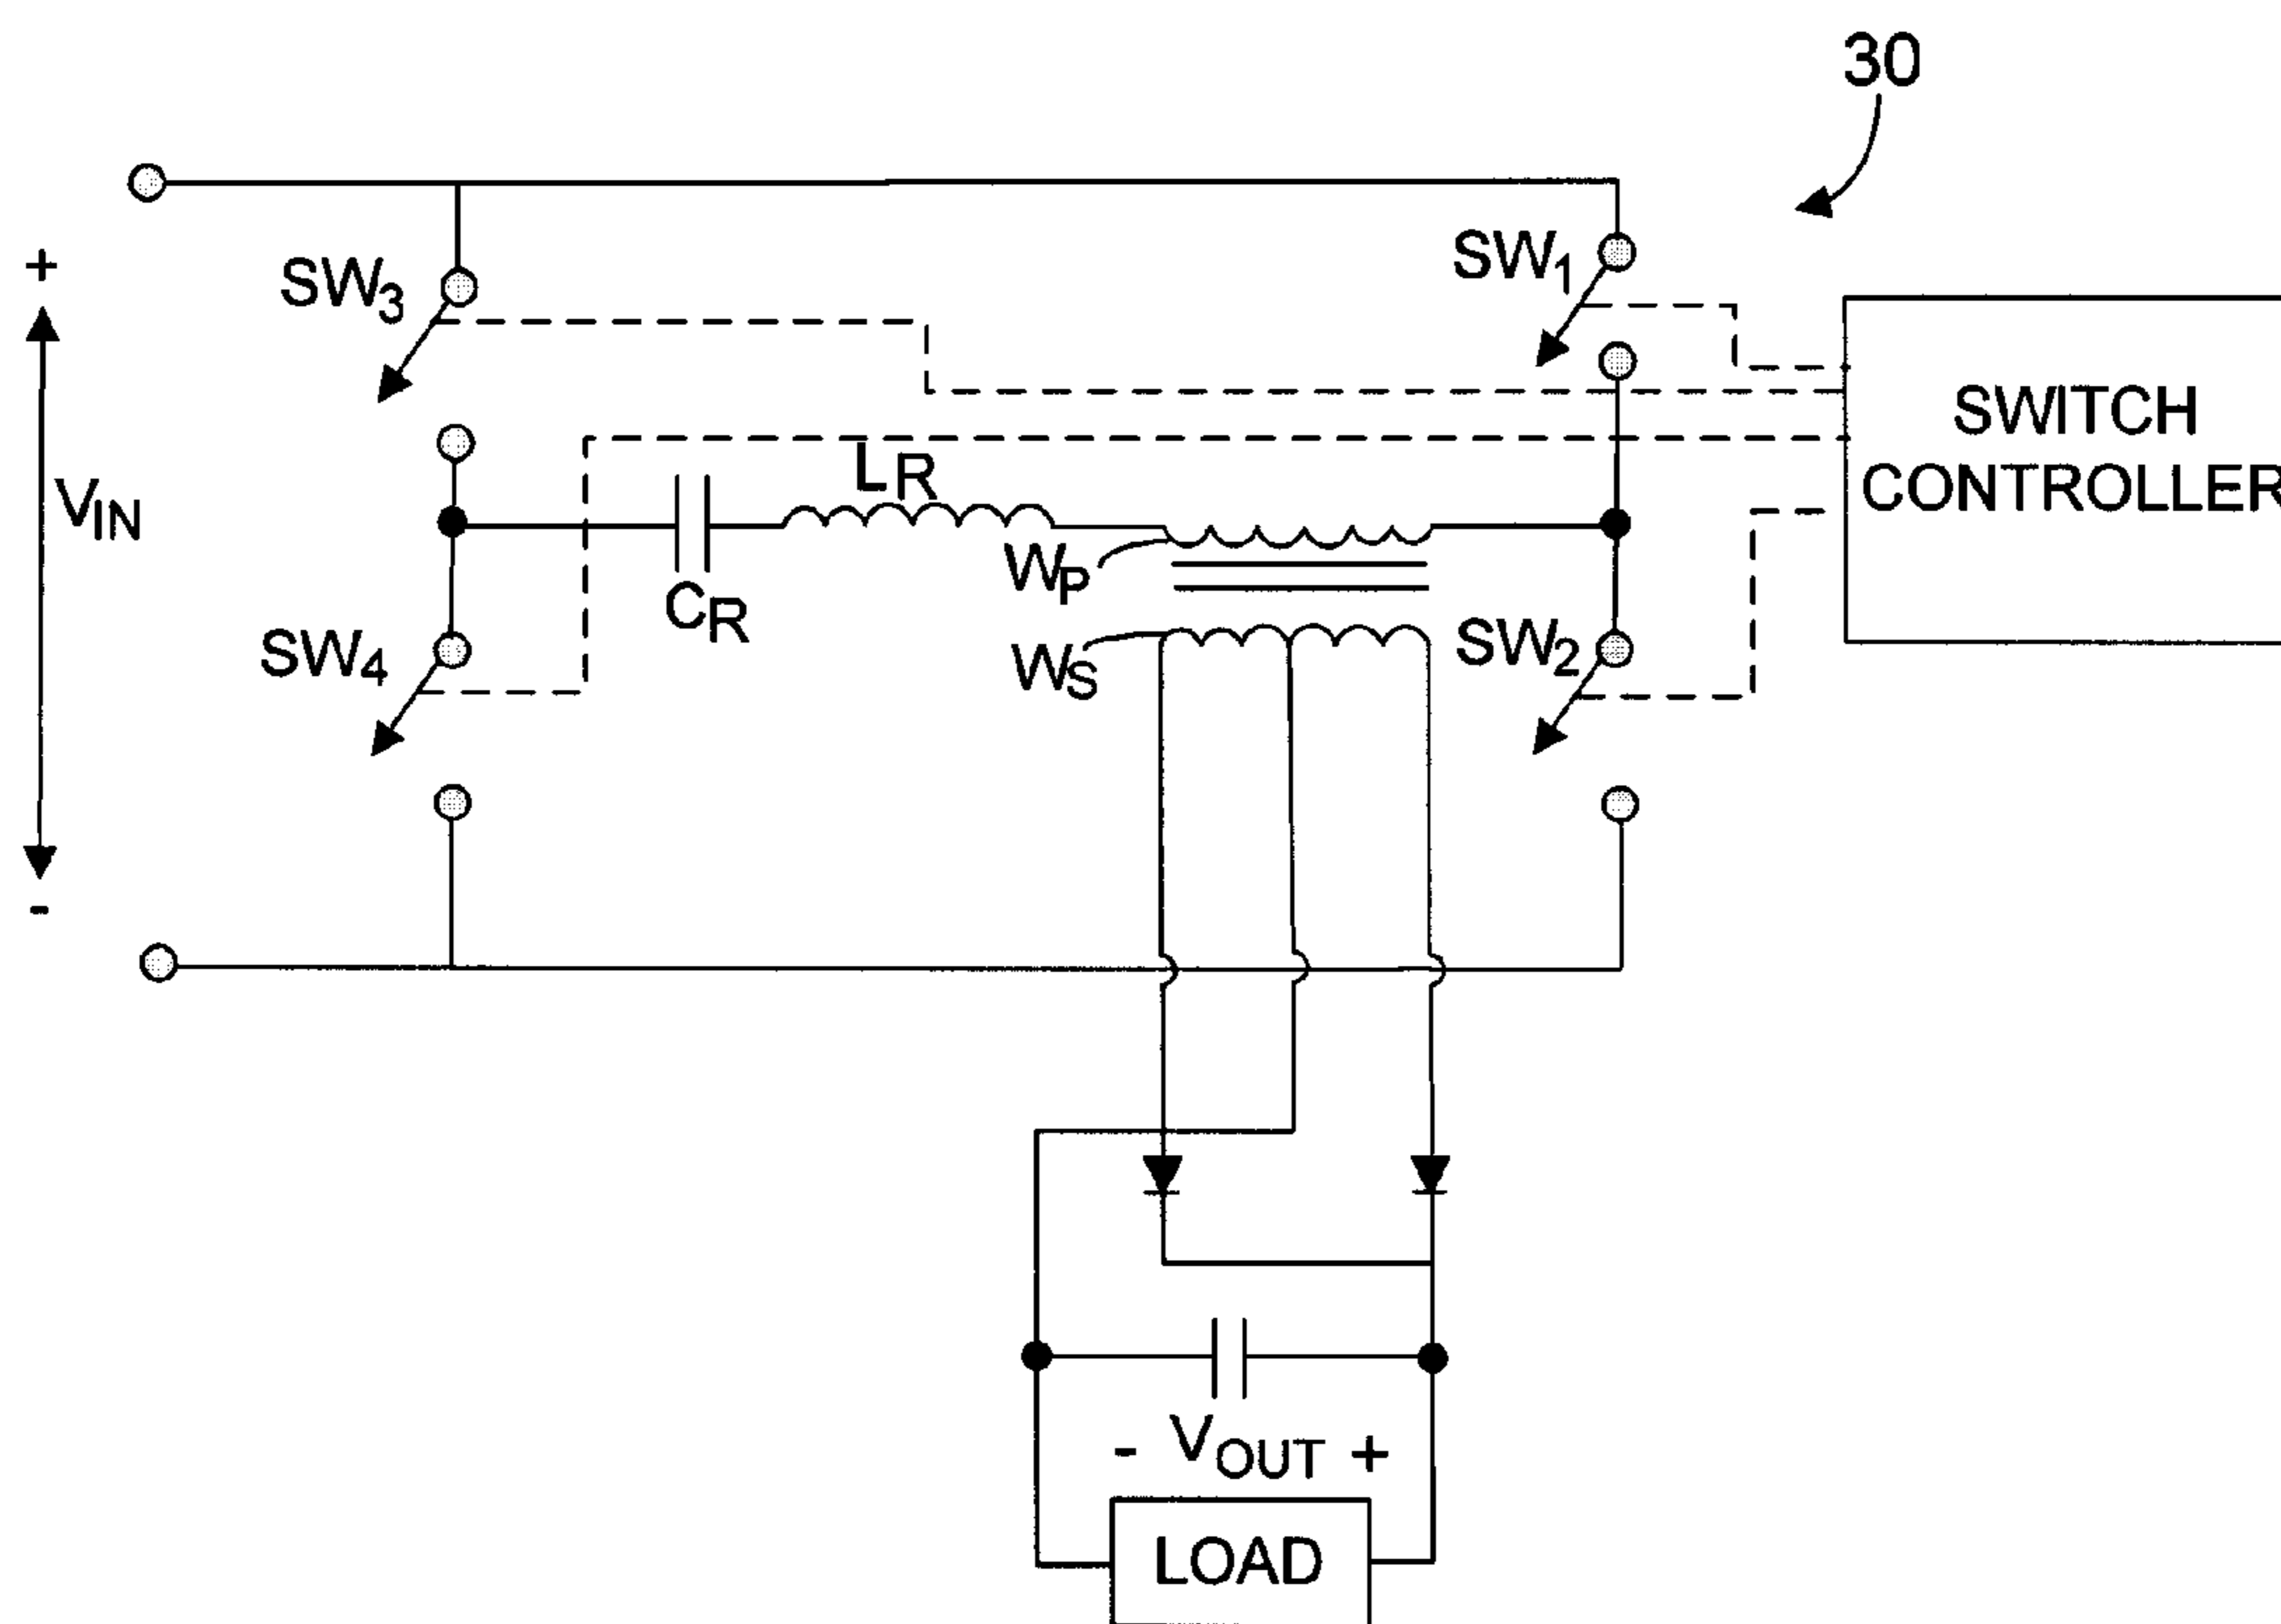 30
+
SW3
SW1
SWITCH
CONTROLLER
VIN
LR
WP
CR
SW4
WS
SW2
-
- VOUT +
LOAD